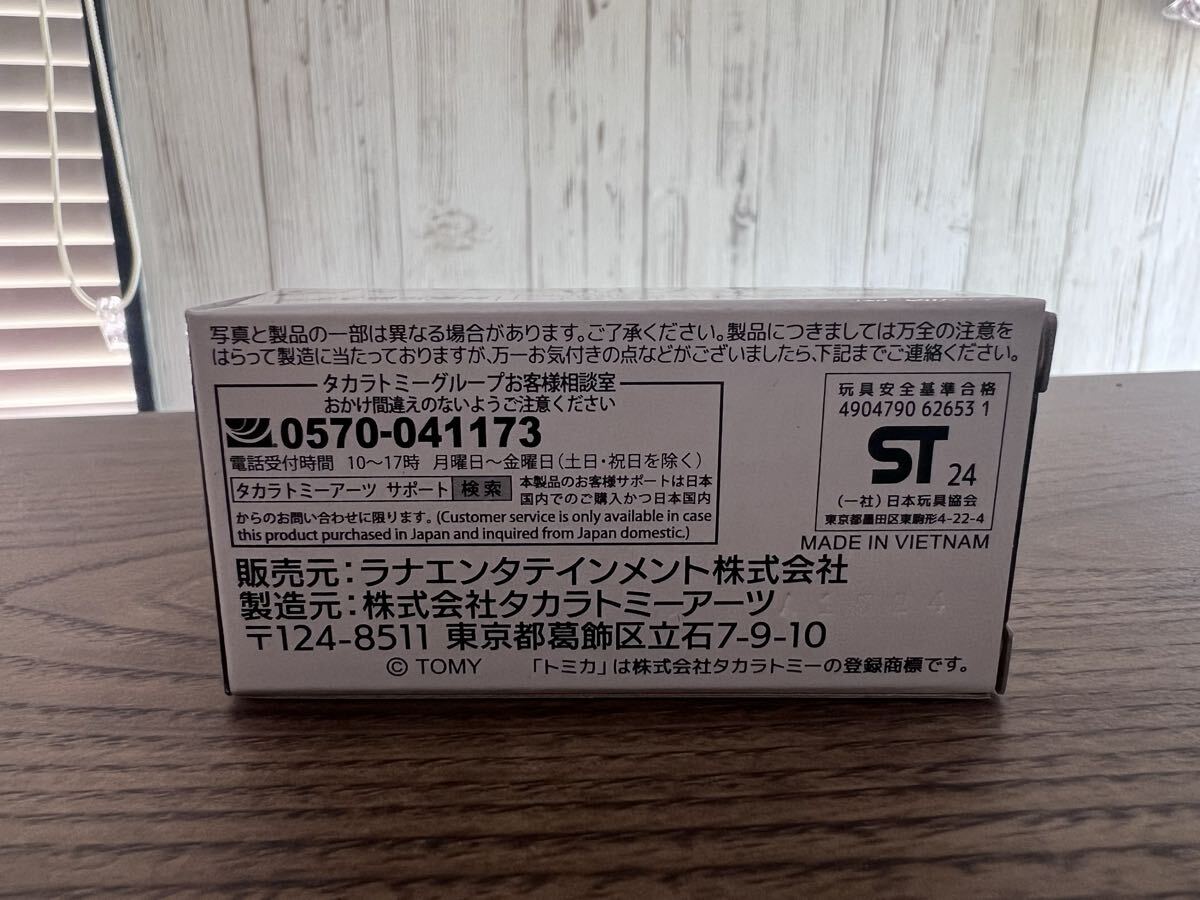 写真と製品の一部は異なる場合があります。ご了承ください。製品につきましては万全の注意を
はらって製造に当たっておりますが、万一お気付きの点などがございましたら、下記までご連絡ください。
タカラトミーグループお客様相談室
おかけ間違えのないようご注意ください
0570-041173
電話受付時間 10〜17時 月曜日〜金曜日(土日・祝日を除く)
タカラトミーアーツ サポート 検索
本製品のお客様サポートは日本
国内でのご購入かつ日本国内
からのお問い合わせに限ります。(Customer service is only available in case
this product purchased in Japan and inquired from Japan domestic.)
玩具安全基準合格
4904790 62653 1
ST 24
(一社)日本玩具協会
東京都墨田区東駒形4-22-4
MADE IN VIETNAM
販売元:ラナエンタテインメント株式会社
製造元:株式会社タカラトミーアーツ
〒124-8511 東京都葛飾区立石7-9-10
© TOMY 「トミカ」は株式会社タカラトミーの登録商標です。